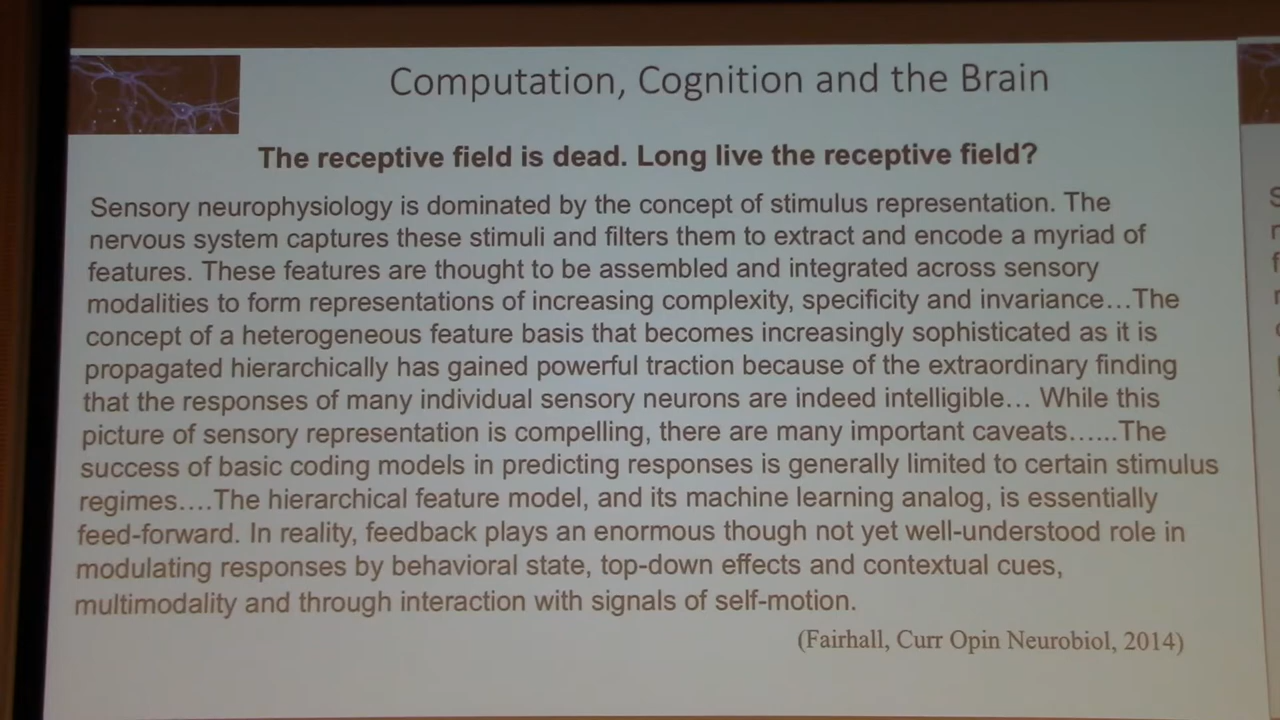 Computation, Cognition and the Brain
The receptive field is dead. Long live the receptive field?
Sensory neurophysiology is dominated by the concept of stimulus representation. The
nervous system captures these stimuli and filters them to extract and encode a myriad of
features. These features are thought to be assembled and integrated across sensory
modalities to form representations of increasing complexity, specificity and invariance…The
concept of a heterogeneous feature basis that becomes increasingly sophisticated as it is
propagated hierarchically has gained powerful traction because of the extraordinary finding
that the responses of many individual sensory neurons are indeed intelligible… While this
picture of sensory representation is compelling, there are many important caveats…...The
success of basic coding models in predicting responses is generally limited to certain stimulus
regimes….The hierarchical feature model, and its machine learning analog, is essentially
feed-forward. In reality, feedback plays an enormous though not yet well-understood role in
modulating responses by behavioral state, top-down effects and contextual cues,
multimodality and through interaction with signals of self-motion.
(Fairhall, Curr Opin Neurobiol, 2014)